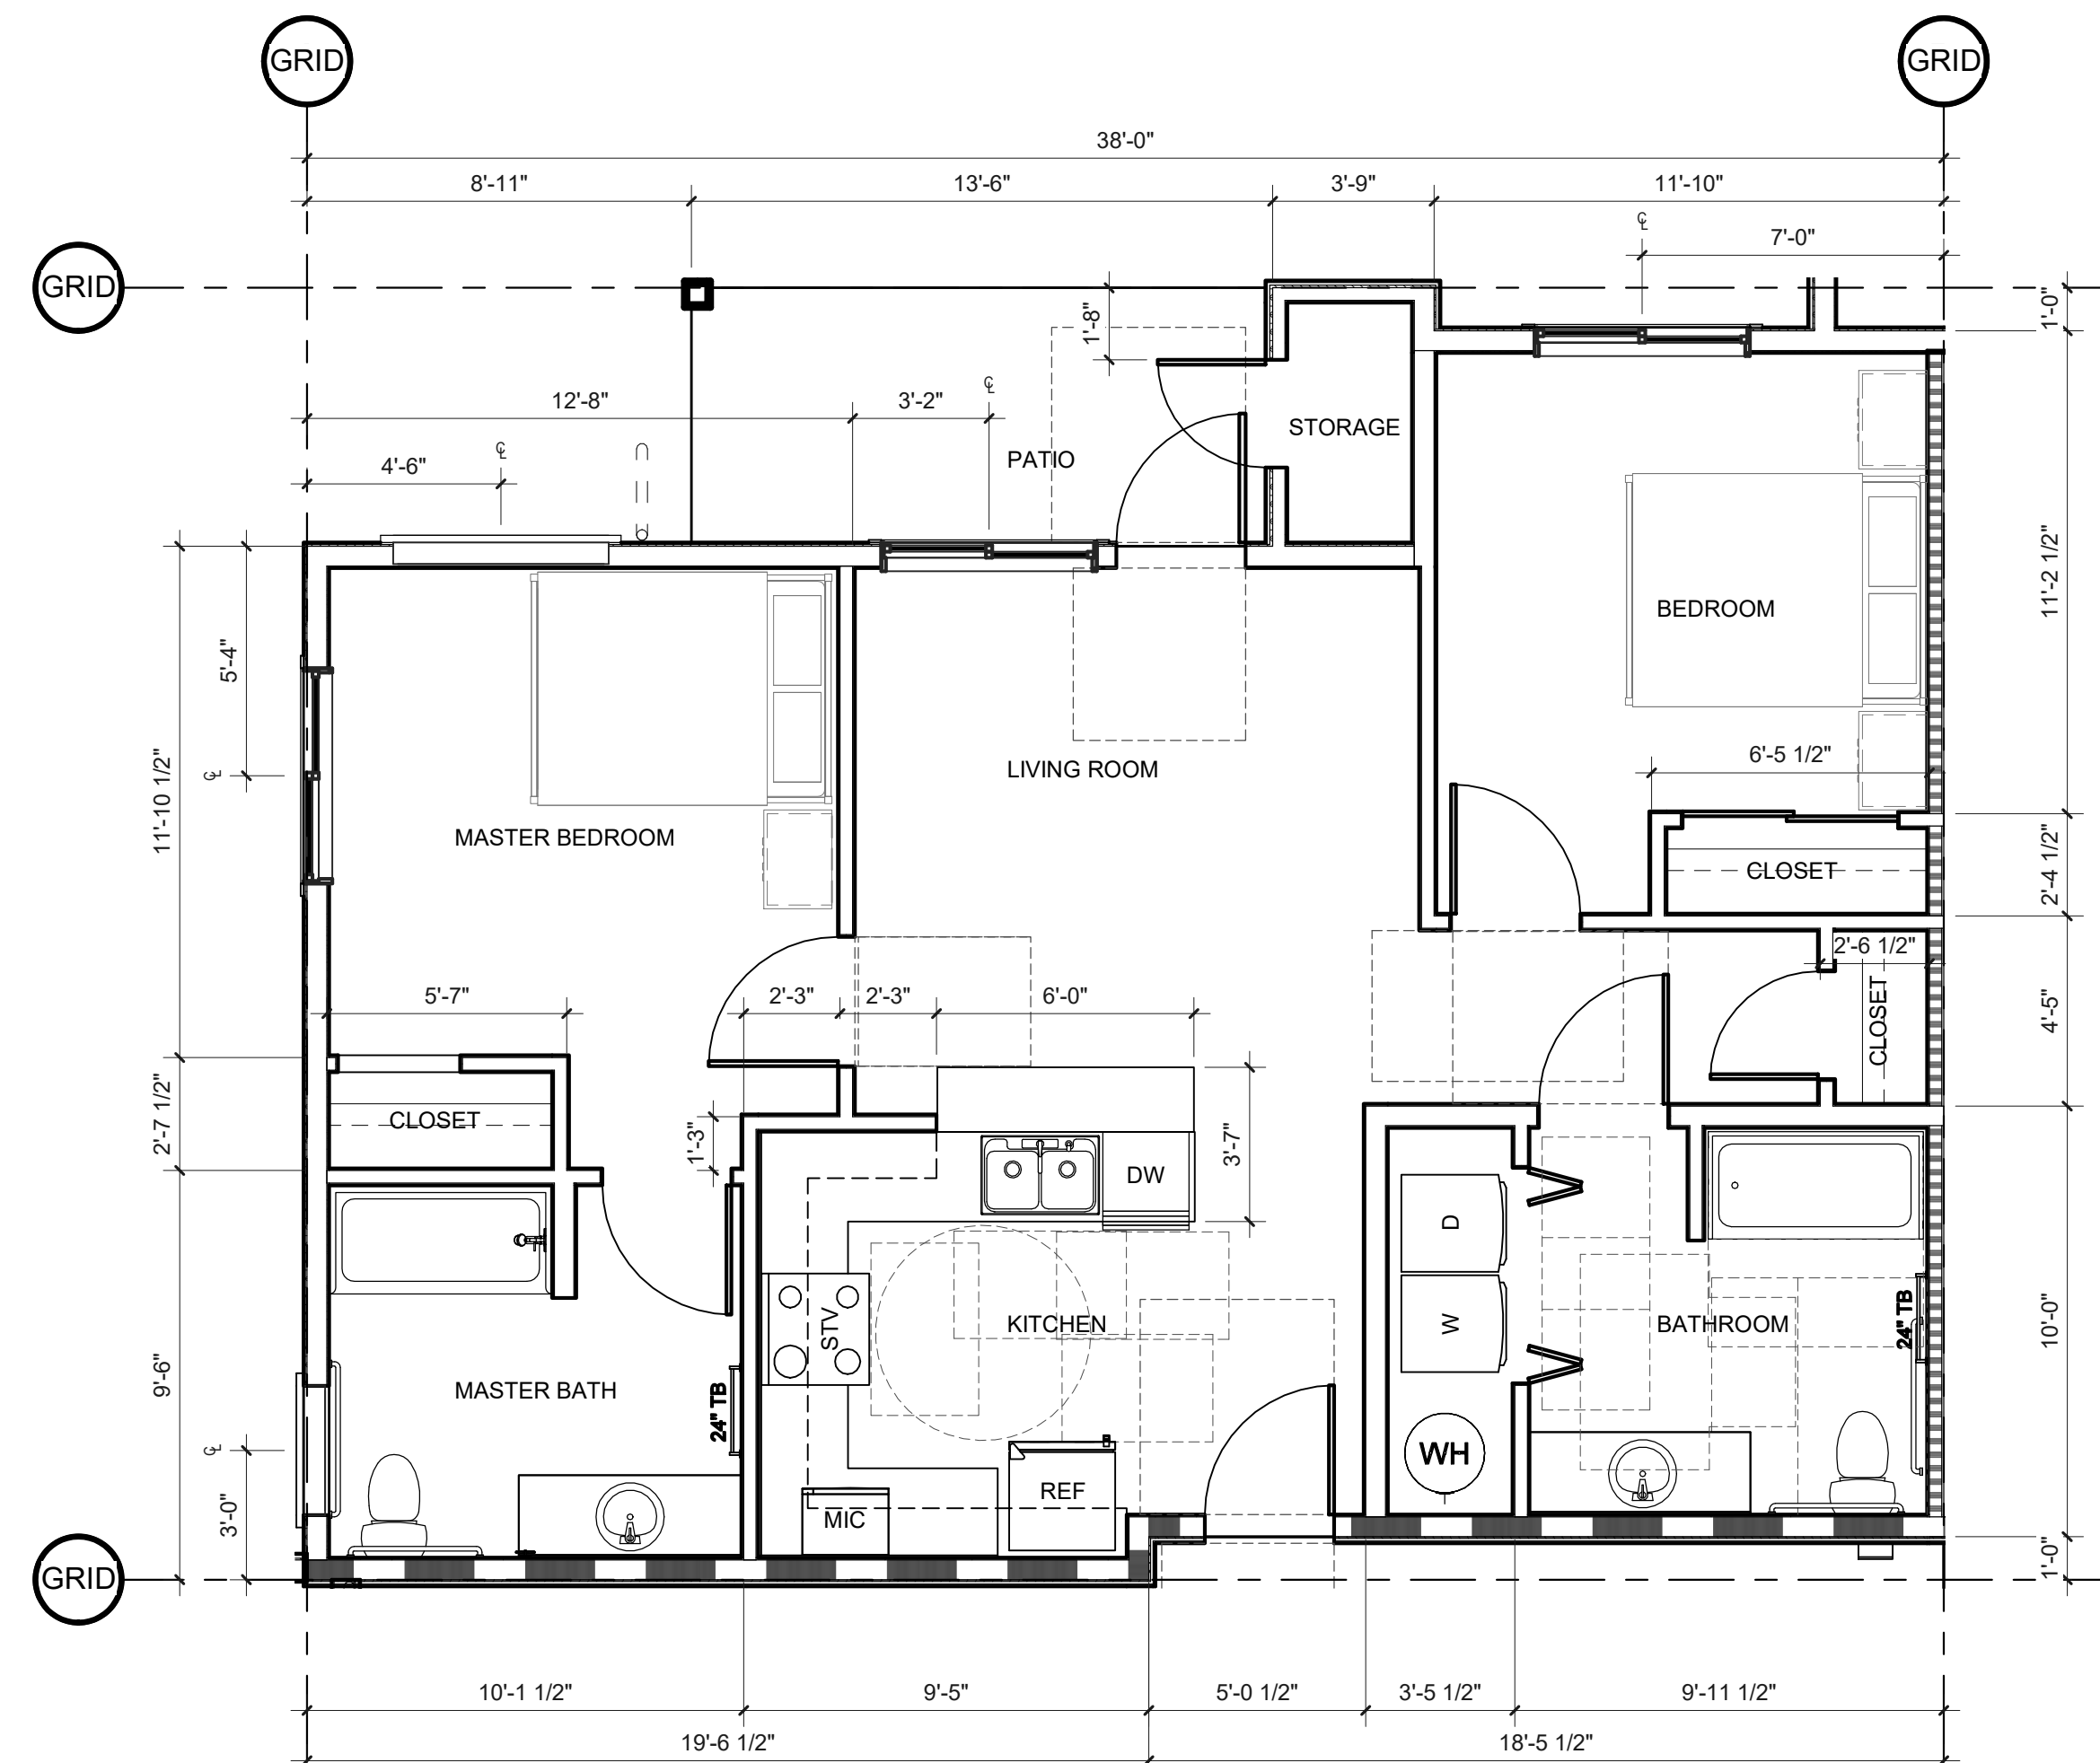 GRID
GRID
38'-0"
8'-11"
13'-6"
3'-9"
11'-10"
℄
7'-0"
GRID
1'-0"
1'-8"
12'-8"
3'-2"
℄
4'-6"
℄
PATIO
STORAGE
11'-2 1/2"
BEDROOM
5'-4"
℄
11'-10 1/2"
LIVING ROOM
6'-5 1/2"
MASTER BEDROOM
CLOSET
2'-4 1/2"
2'-6 1/2"
5'-7"
2'-3"
2'-3"
6'-0"
CLOSET
4'-5"
2'-7 1/2"
CLOSET
1'-3"
3'-7"
DW
D
W
STV
KITCHEN
BATHROOM
24" TB
10'-0"
9'-6"
MASTER BATH
24" TB
℄
3'-0"
WH
REF
MIC
GRID
1'-0"
10'-1 1/2"
9'-5"
5'-0 1/2"
3'-5 1/2"
9'-11 1/2"
19'-6 1/2"
18'-5 1/2"